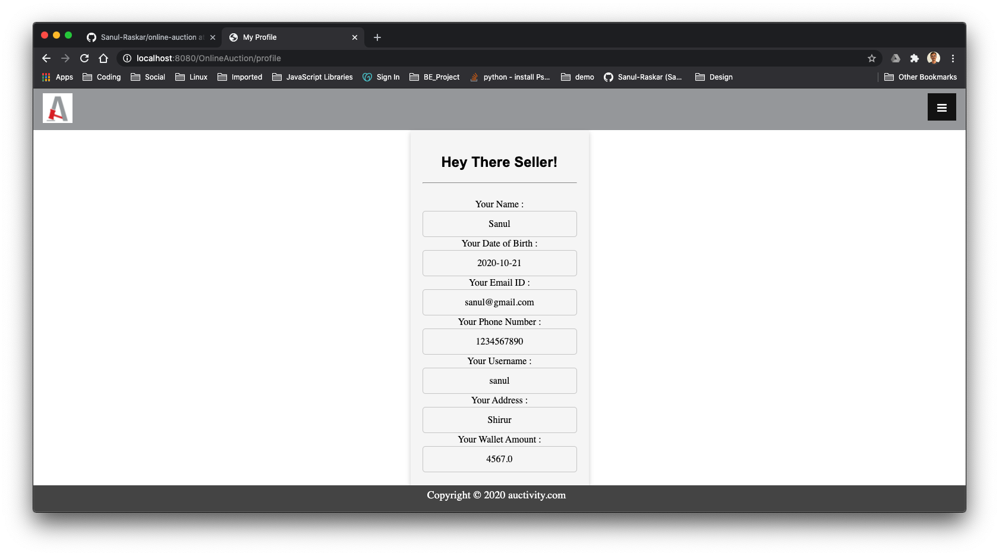 Sanul-Raskar/online-auction at
My Profile
localhost:8080/OnlineAuction/profile
Apps Coding Social Linux Imported JavaScript Libraries Sign In BE_Project python - install Ps... demo Sanul-Raskar (Sa... Design Other Bookmarks
A
Hey There Seller!
Your Name :
Sanul
Your Date of Birth :
2020-10-21
Your Email ID :
sanul@gmail.com
Your Phone Number :
1234567890
Your Username :
sanul
Your Address :
Shirur
Your Wallet Amount :
4567.0
Copyright © 2020 auctivity.com